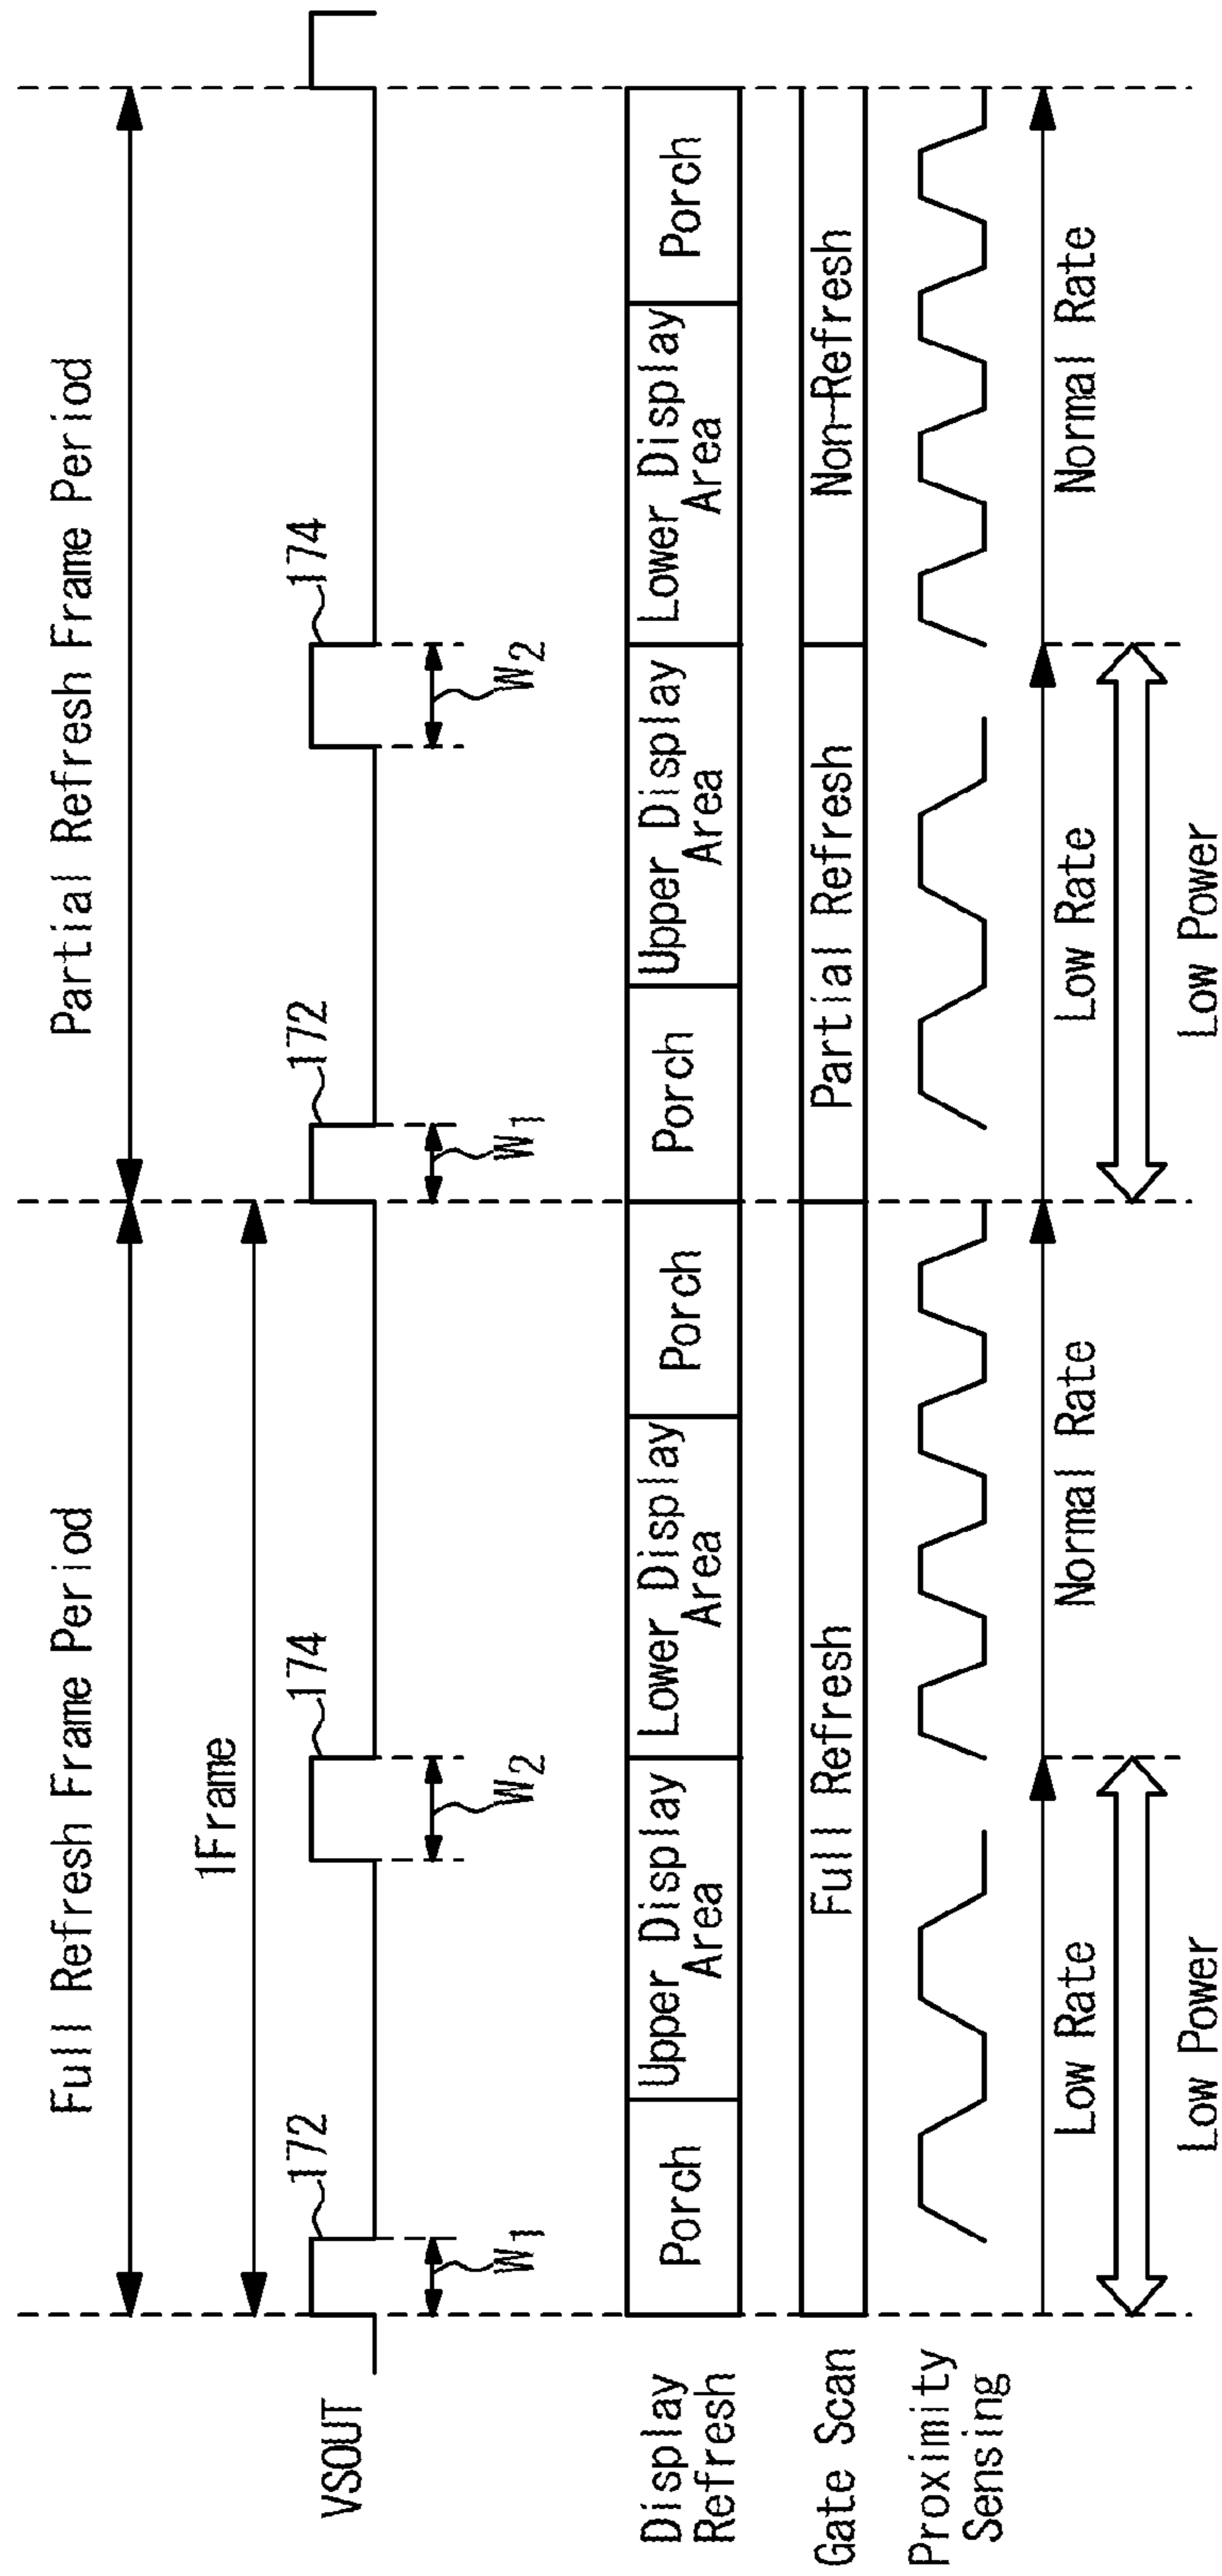 Full Refresh Frame Period
Partial Refresh Frame Period
1Frame
172
174
172
174
VSOUT
W1
W2
W1
W2
Display
Refresh
Porch
Upper Display
Area
Lower Display
Area
Porch
Porch
Upper Display
Area
Lower Display
Area
Porch
Gate Scan
Full Refresh
Partial Refresh
Non-Refresh
Proximity
Sensing
Low Rate
Normal Rate
Low Rate
Normal Rate
Low Power
Low Power